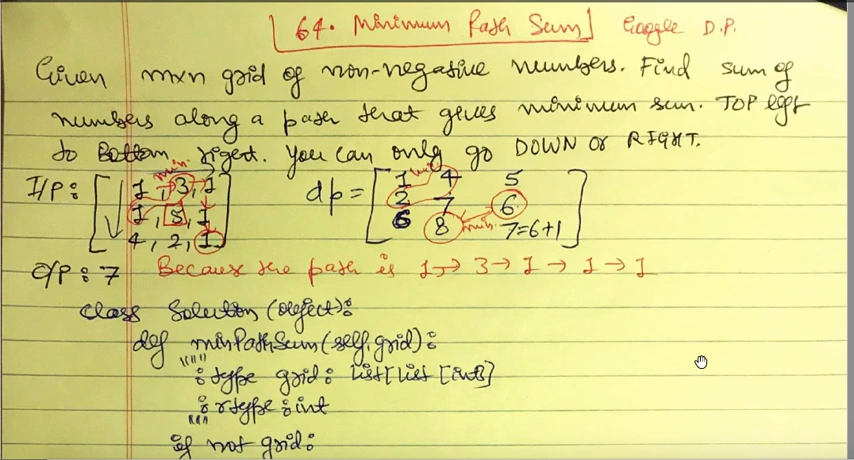 64. Minimum Path Sum Google D.P.
Given mxn grid of non-negative numbers. Find sum of
numbers along a path that gives minimum sum. TOP left
to Bottom right. You can only go DOWN or RIGHT.
min min
I/P: [1, 3, 1 dp = [1 4 5
1, 5, 1 2 7 6
4, 2, 1] 6 8 min 7=6+1]
O/P: 7 Because the path is 1 → 3 → 1 → 1 → 1
class Solution (object):
def minPathSum(self, grid):
""""
:type grid: List[List[int]]
:rtype: int
""""
if not grid: